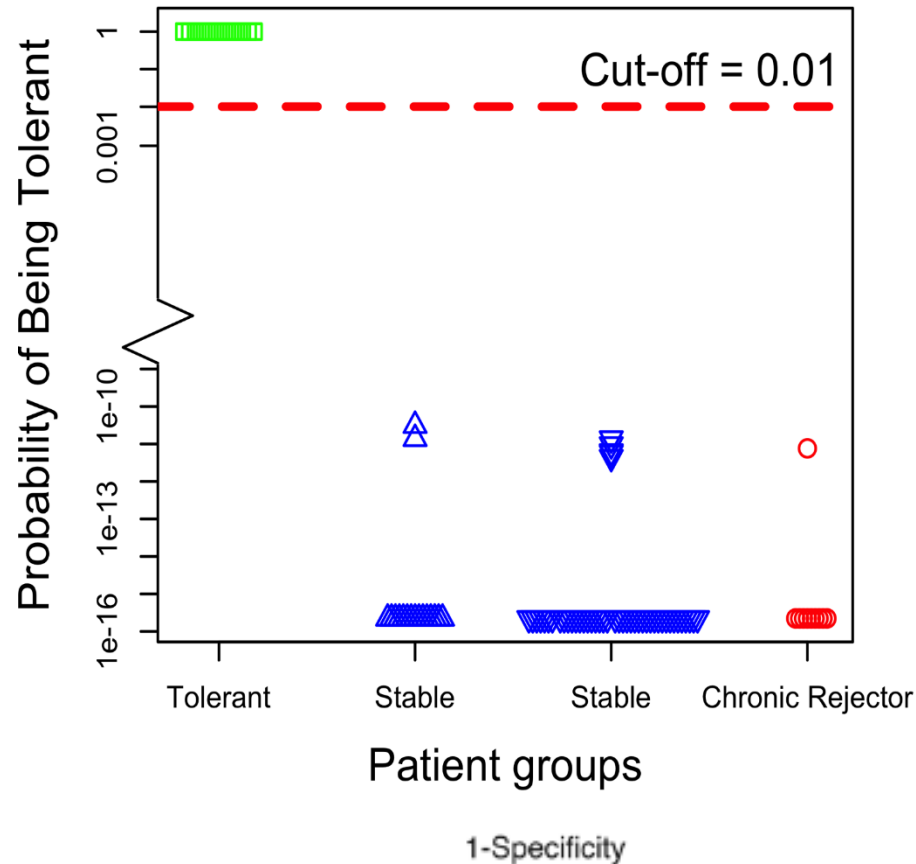 Probability of Being Tolerant
1
0.001
1e-10
1e-13
1e-16
Cut-off = 0.01
Tolerant
Stable
Stable
Chronic Rejector
Patient groups
1-Specificity